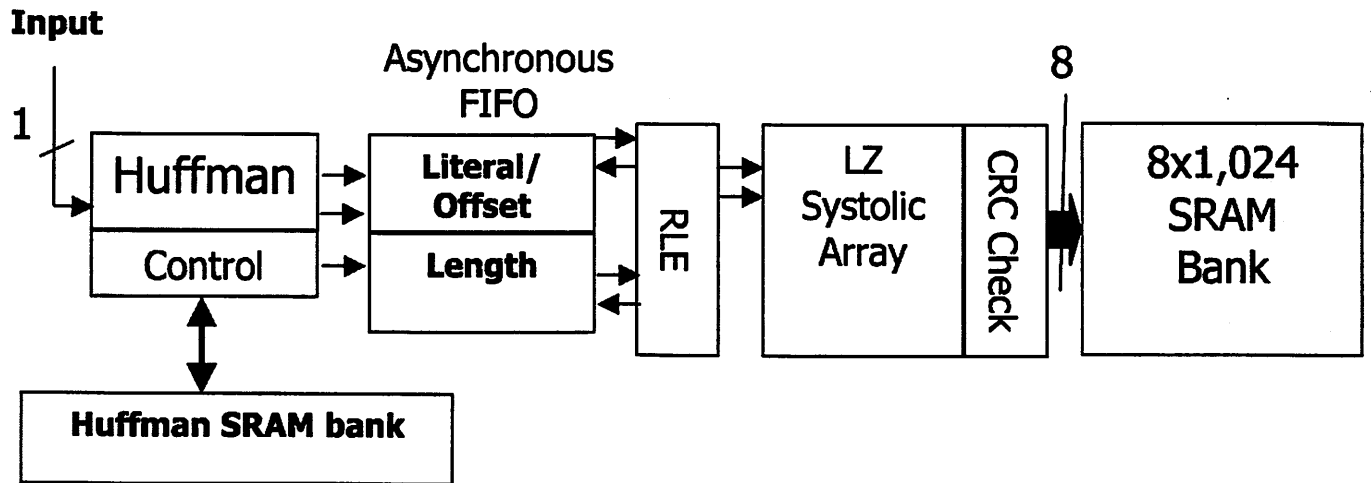 Input
1
Huffman
Control
Huffman SRAM bank
Asynchronous
FIFO
Literal/
Offset
Length
RLE
LZ
Systolic
Array
CRC Check
8
8x1,024
SRAM
Bank